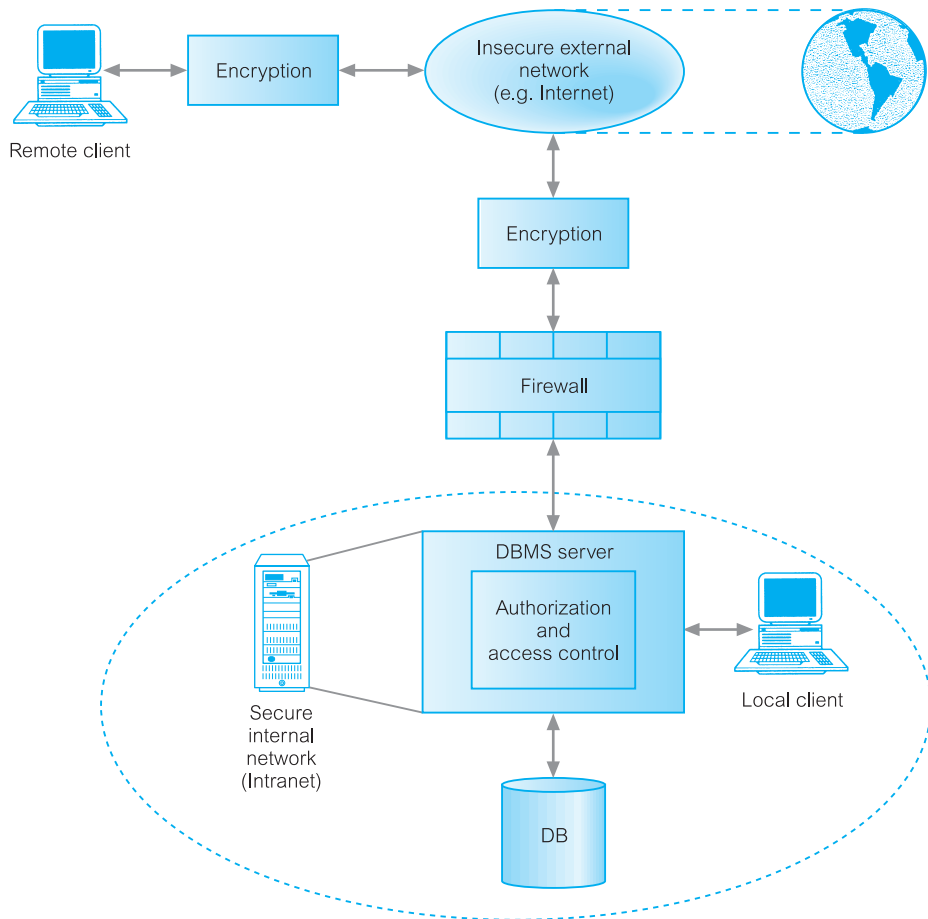 Encryption
Insecure external
network
(e.g. Internet)
Remote client
Encryption
Firewall
DBMS server
Authorization
and
access control
Secure
internal
network
(Intranet)
Local client
DB